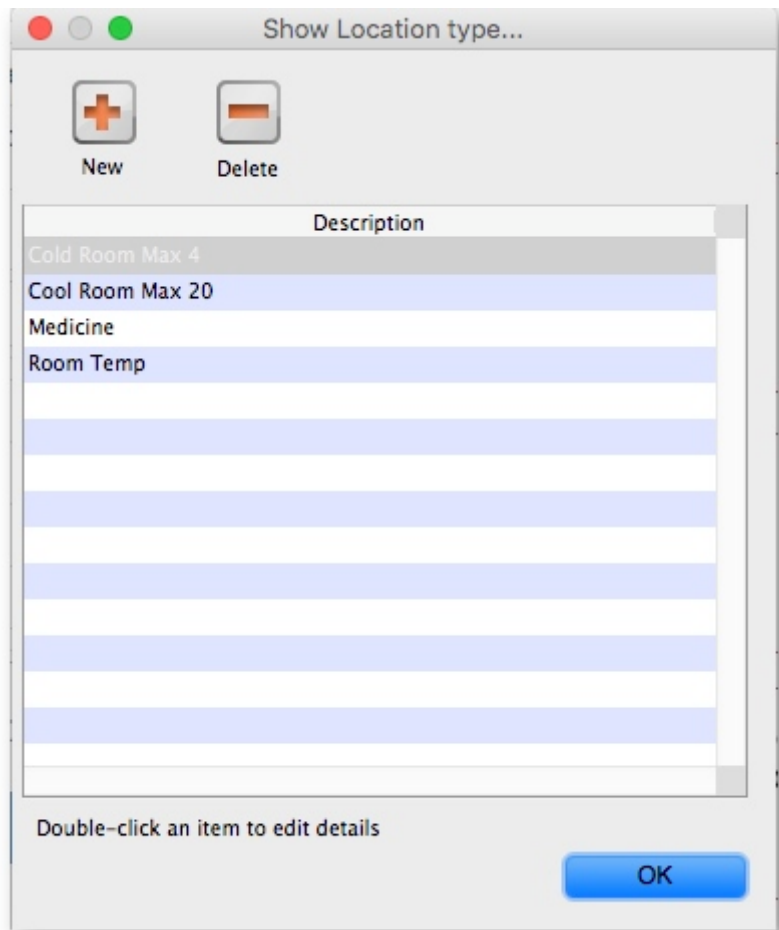 Show Location type...
New Delete
Description
Cold Room Max 4
Cool Room Max 20
Medicine
Room Temp
Double-click an item to edit details
OK